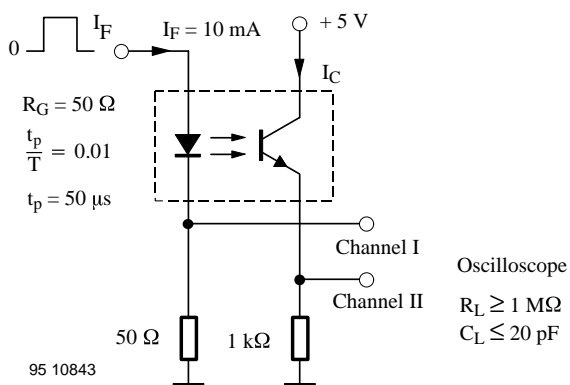 0
I_F
I_F = 10 mA
+ 5 V
I_C
R_G = 50 Ω
t_p
T
= 0.01
t_p = 50 μs
Channel I
Channel II
Oscilloscope
R_L ≥ 1 MΩ
C_L ≤ 20 pF
50 Ω
1 kΩ
95 10843